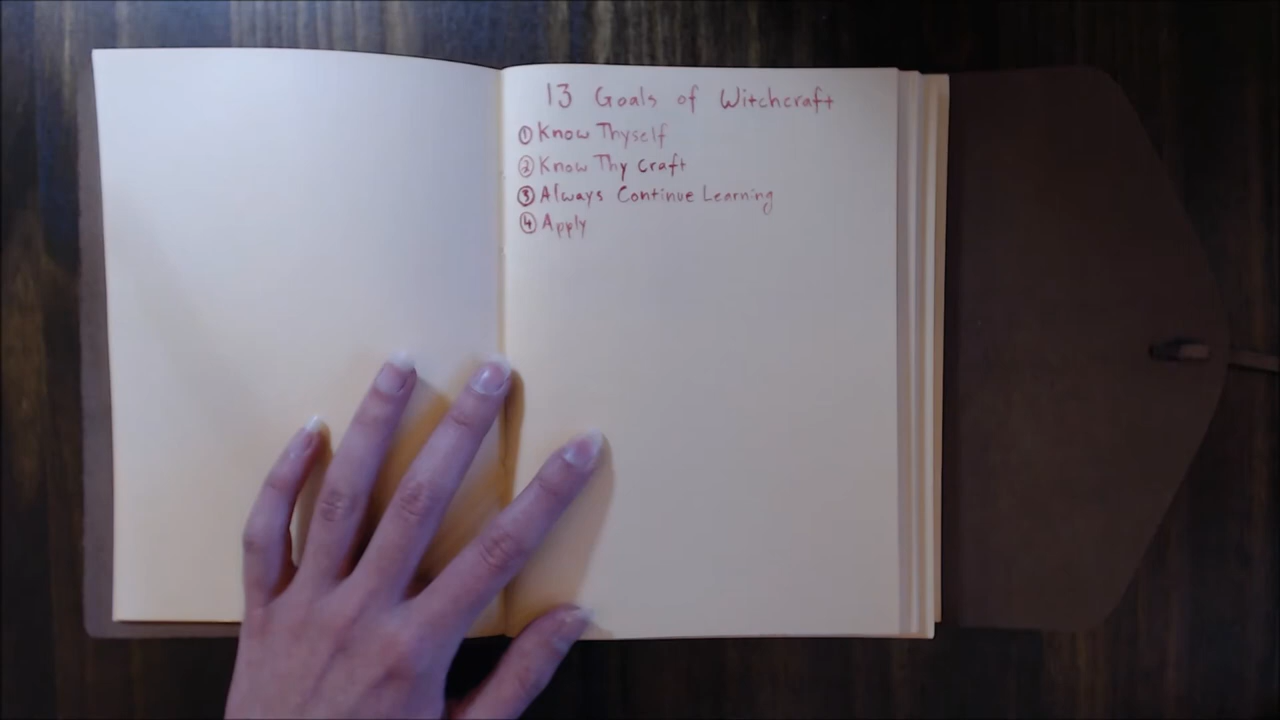 13 Goals of Witchcraft
① Know Thyself
② Know Thy Craft
③ Always Continue Learning
④ Apply